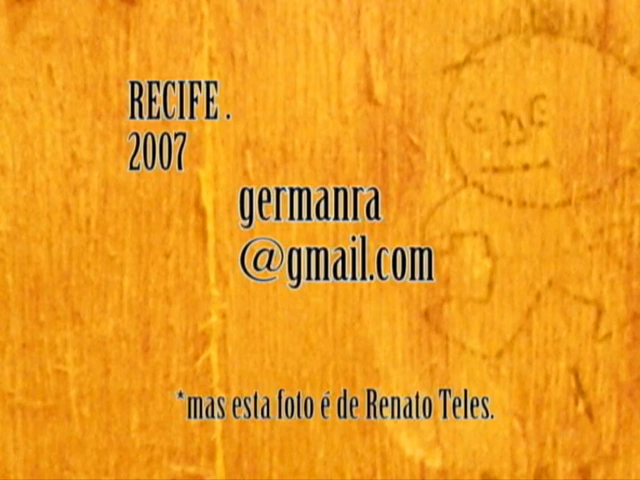 RECIFE .
2007
germanra
@gmail.com
*mas esta foto é de Renato Teles.